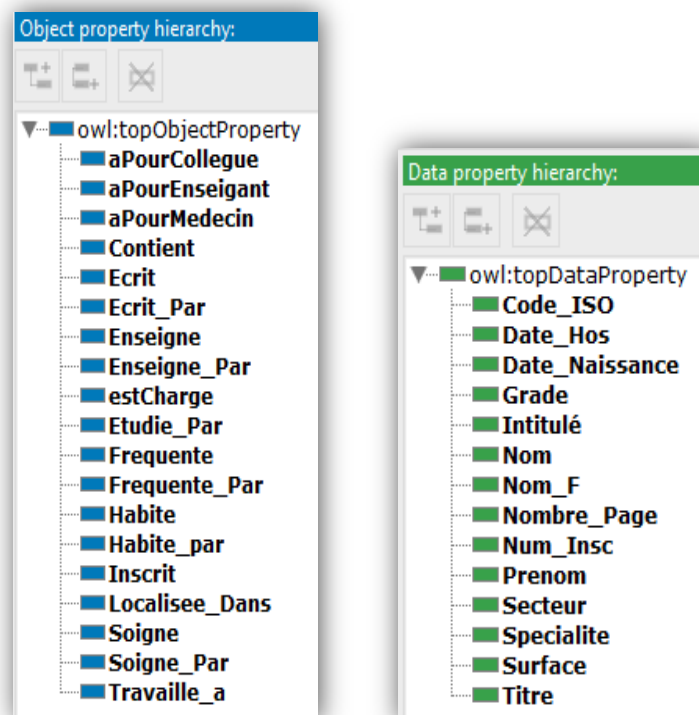 Object property hierarchy:
owl:topObjectProperty
aPourCollegue
aPourEnseigant
aPourMedecin
Contient
Ecrit
Ecrit_Par
Enseigne
Enseigne_Par
estCharge
Etudie_Par
Frequente
Frequente_Par
Habite
Habite_par
Inscrit
Localisee_Dans
Soigne
Soigne_Par
Travaille_a
Data property hierarchy:
owl:topDataProperty
Code_ISO
Date_Hos
Date_Naissance
Grade
Intitulé
Nom
Nom_F
Nombre_Page
Num_Insc
Prenom
Secteur
Specialite
Surface
Titre